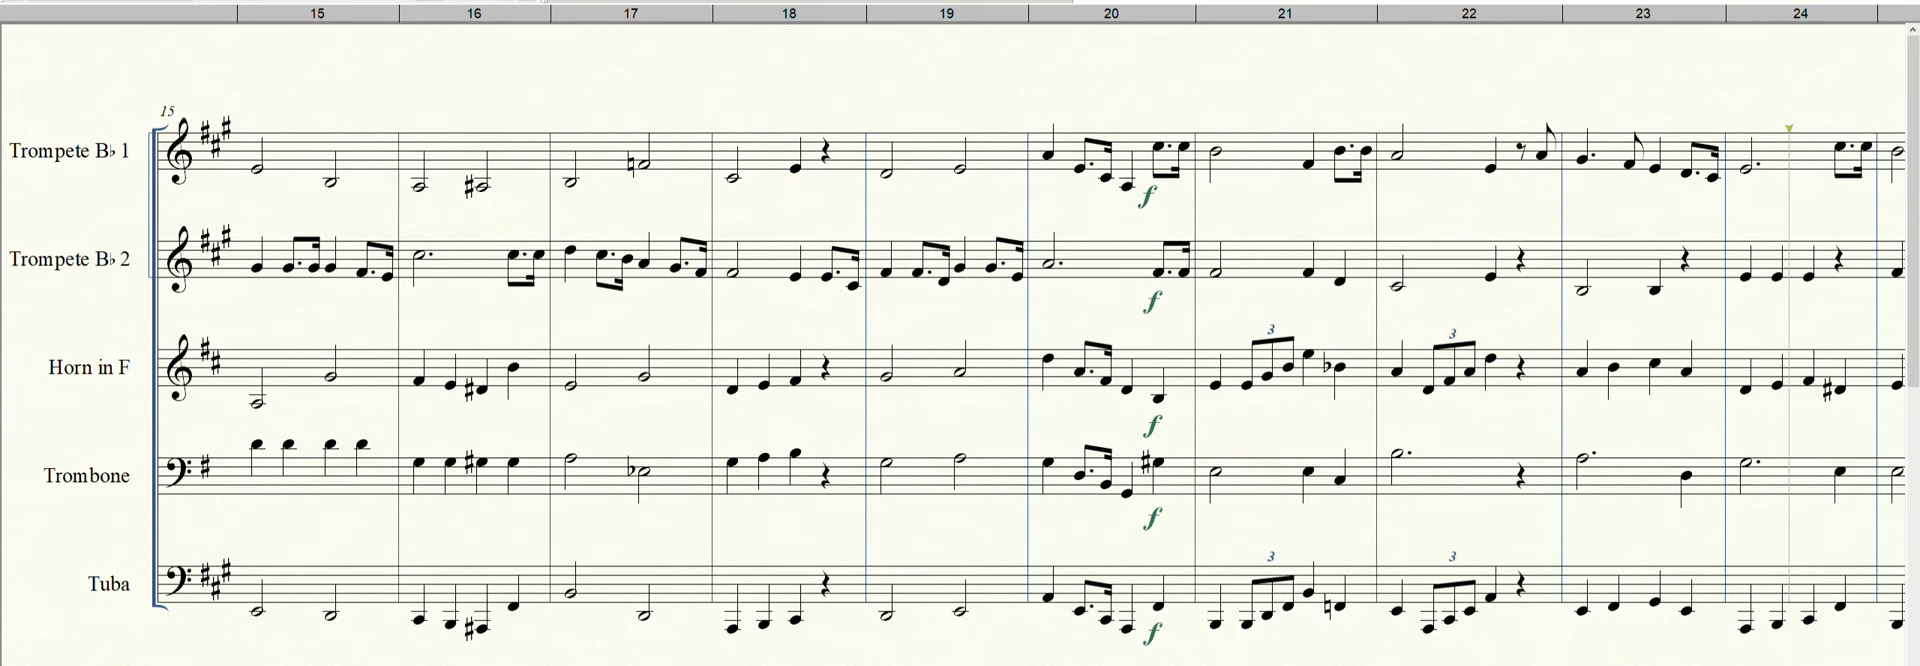 15 16 17 18 19 20 21 22 23 24
15
Trompete B♭ 1
f
Trompete B♭ 2
f
3 3
Horn in F
f
Trombone
f
3 3
Tuba
f